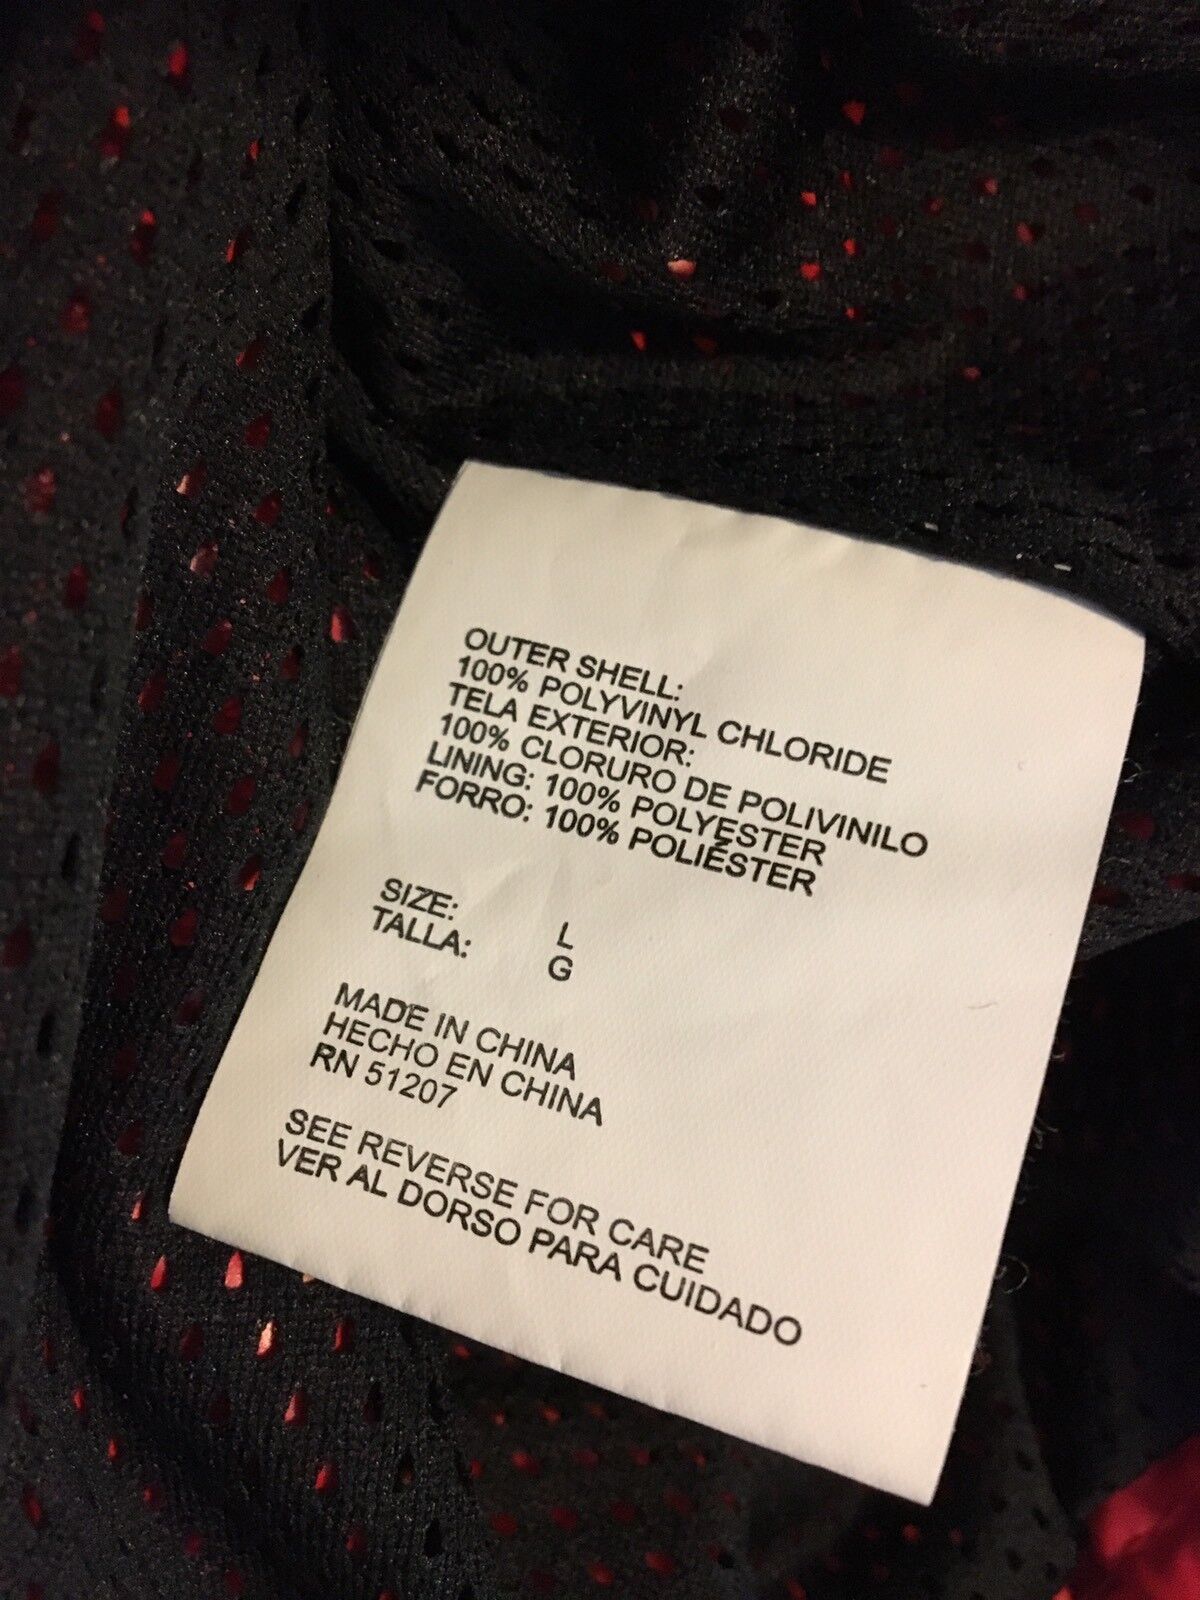 OUTER SHELL:
100% POLYVINYL CHLORIDE
TELA EXTERIOR:
100% CLORURO DE POLIVINILO
LINING: 100% POLYESTER
FORRO: 100% POLIÉSTER
SIZE: L
TALLA: G
MADE IN CHINA
HECHO EN CHINA
RN 51207
SEE REVERSE FOR CARE
VER AL DORSO PARA CUIDADO